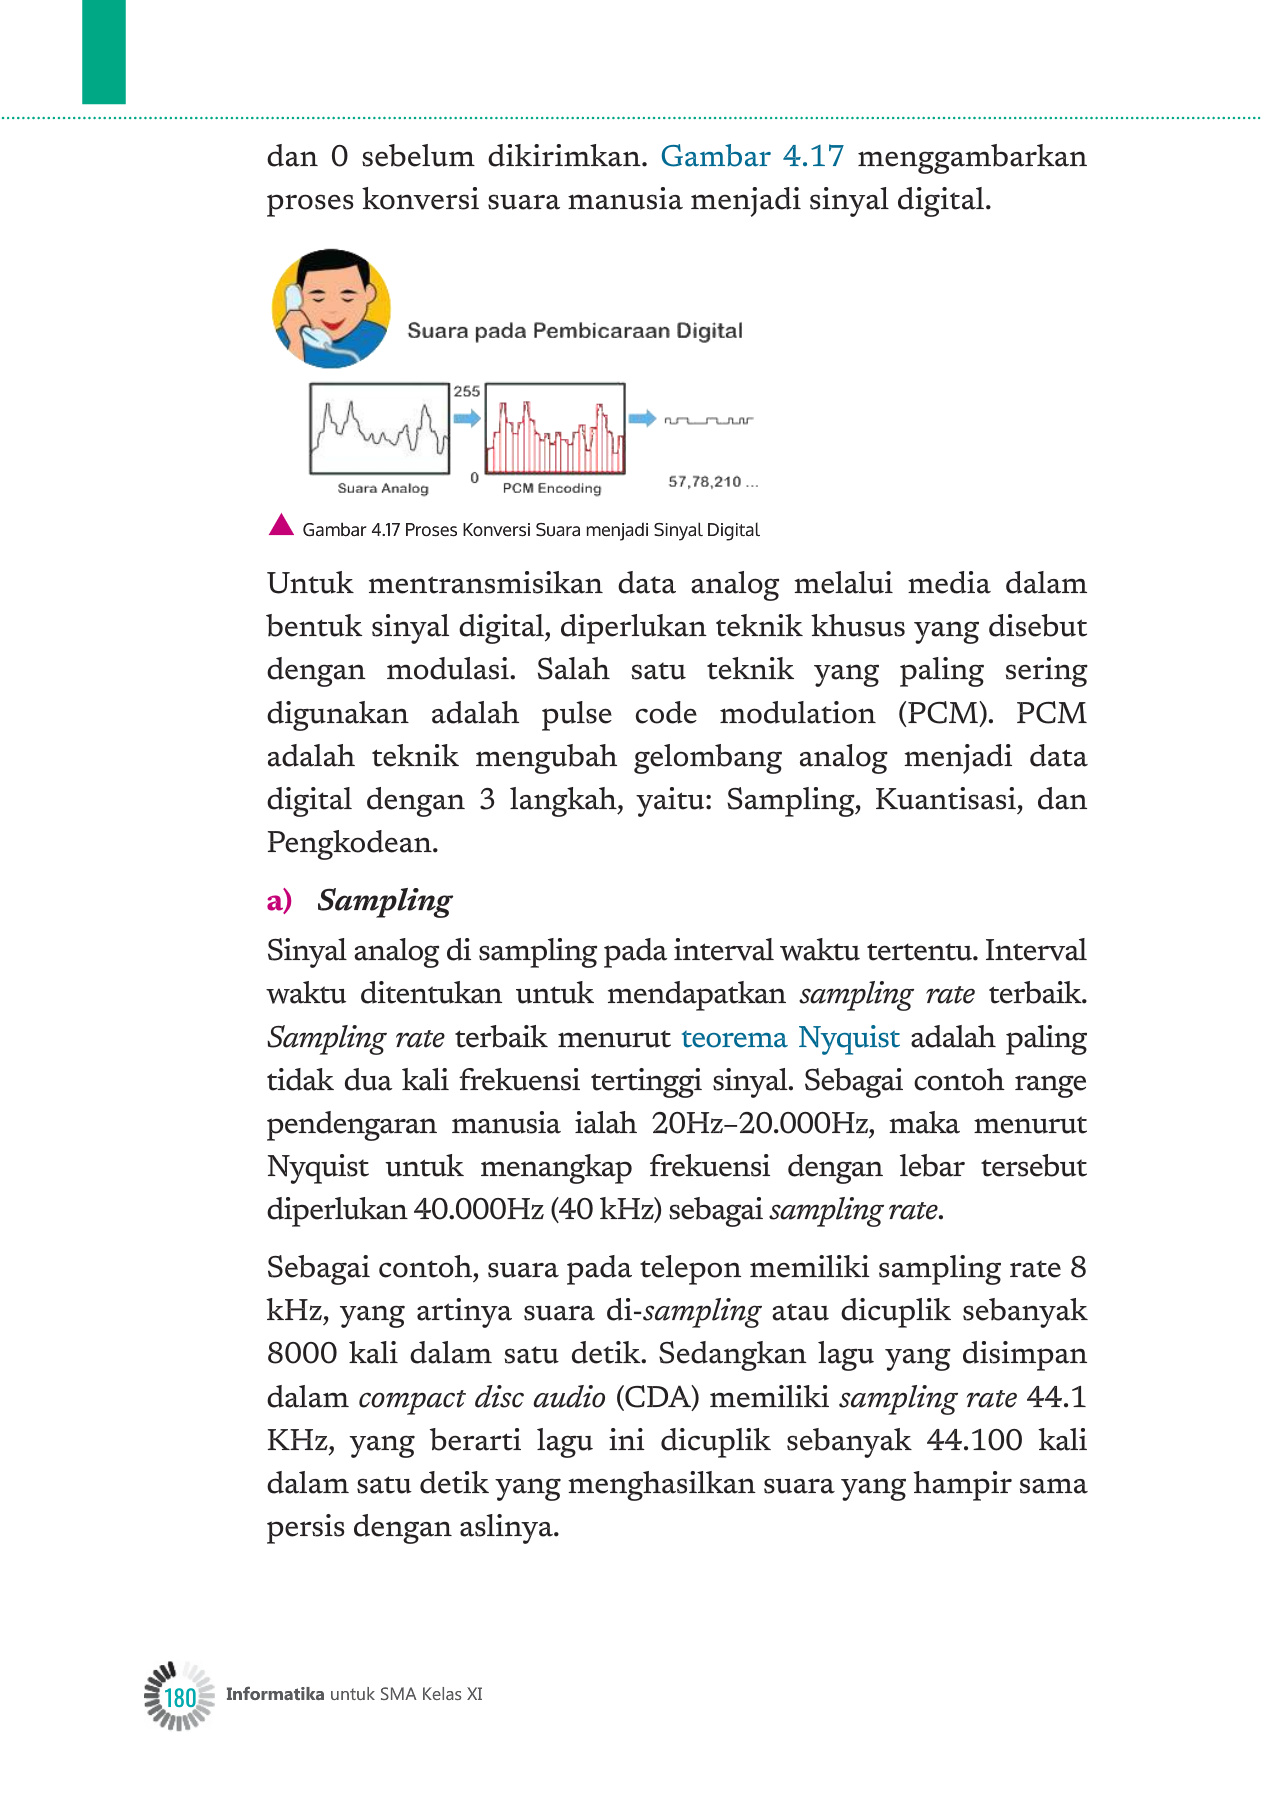 dan 0 sebelum dikirimkan. Gambar 4.17 menggambarkan
proses konversi suara manusia menjadi sinyal digital.
Suara pada Pembicaraan Digital
255
0
Suara Analog
PCM Encoding
57,78,210 ...
Gambar 4.17 Proses Konversi Suara menjadi Sinyal Digital
Untuk mentransmisikan data analog melalui media dalam
bentuk sinyal digital, diperlukan teknik khusus yang disebut
dengan modulasi. Salah satu teknik yang paling sering
digunakan adalah pulse code modulation (PCM). PCM
adalah teknik mengubah gelombang analog menjadi data
digital dengan 3 langkah, yaitu: Sampling, Kuantisasi, dan
Pengkodean.
a) Sampling
Sinyal analog di sampling pada interval waktu tertentu. Interval
waktu ditentukan untuk mendapatkan sampling rate terbaik.
Sampling rate terbaik menurut teorema Nyquist adalah paling
tidak dua kali frekuensi tertinggi sinyal. Sebagai contoh range
pendengaran manusia ialah 20Hz–20.000Hz, maka menurut
Nyquist untuk menangkap frekuensi dengan lebar tersebut
diperlukan 40.000Hz (40 kHz) sebagai sampling rate.
Sebagai contoh, suara pada telepon memiliki sampling rate 8
kHz, yang artinya suara di-sampling atau dicuplik sebanyak
8000 kali dalam satu detik. Sedangkan lagu yang disimpan
dalam compact disc audio (CDA) memiliki sampling rate 44.1
KHz, yang berarti lagu ini dicuplik sebanyak 44.100 kali
dalam satu detik yang menghasilkan suara yang hampir sama
persis dengan aslinya.
180 Informatika untuk SMA Kelas XI